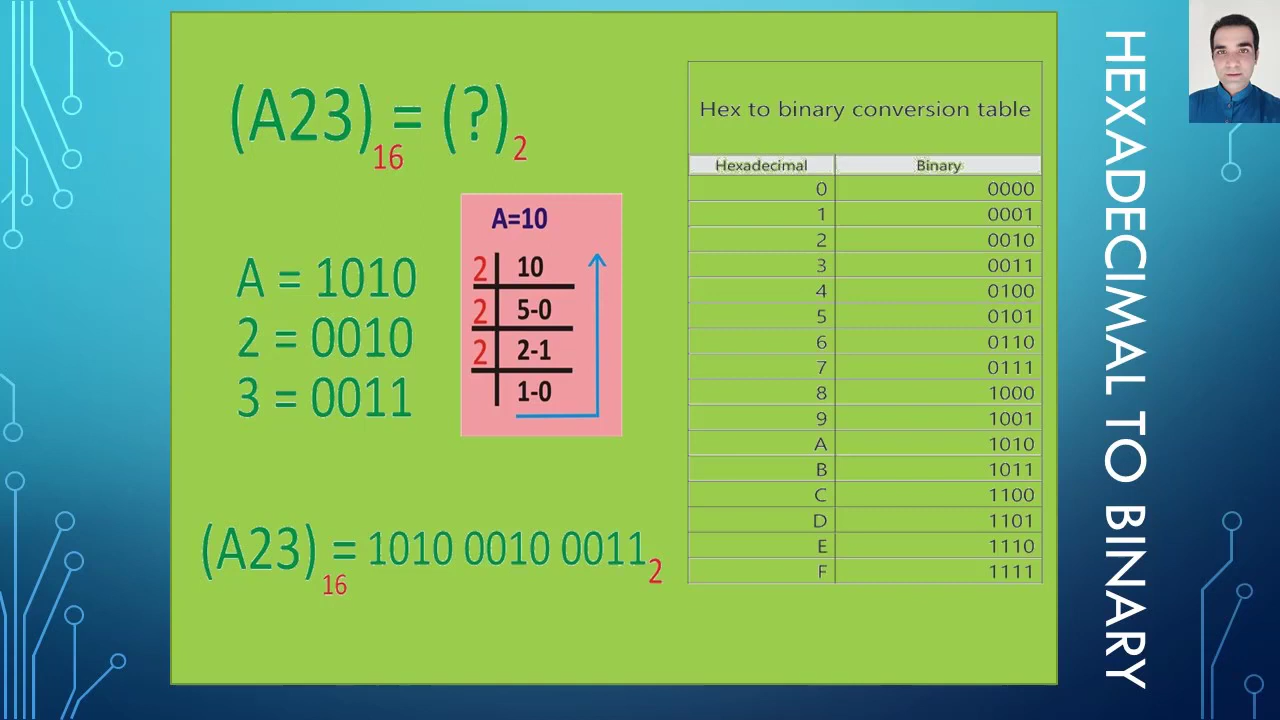 (A23)16 = (?)2
A = 1010
2 = 0010
3 = 0011
A=10
2 10
2 5-0
2 2-1
1-0
(A23)16 = 1010 0010 00112
Hex to binary conversion table
Hexadecimal Binary
0 0000
1 0001
2 0010
3 0011
4 0100
5 0101
6 0110
7 0111
8 1000
9 1001
A 1010
B 1011
C 1100
D 1101
E 1110
F 1111
HEXADECIMAL TO BINARY